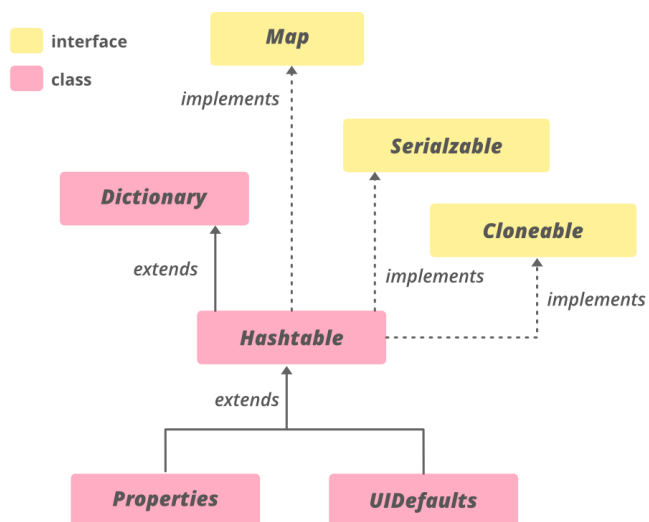 interface
class
Map
implements
Serialzable
Dictionary
Cloneable
extends
implements
implements
Hashtable
extends
Properties
UIDefaults